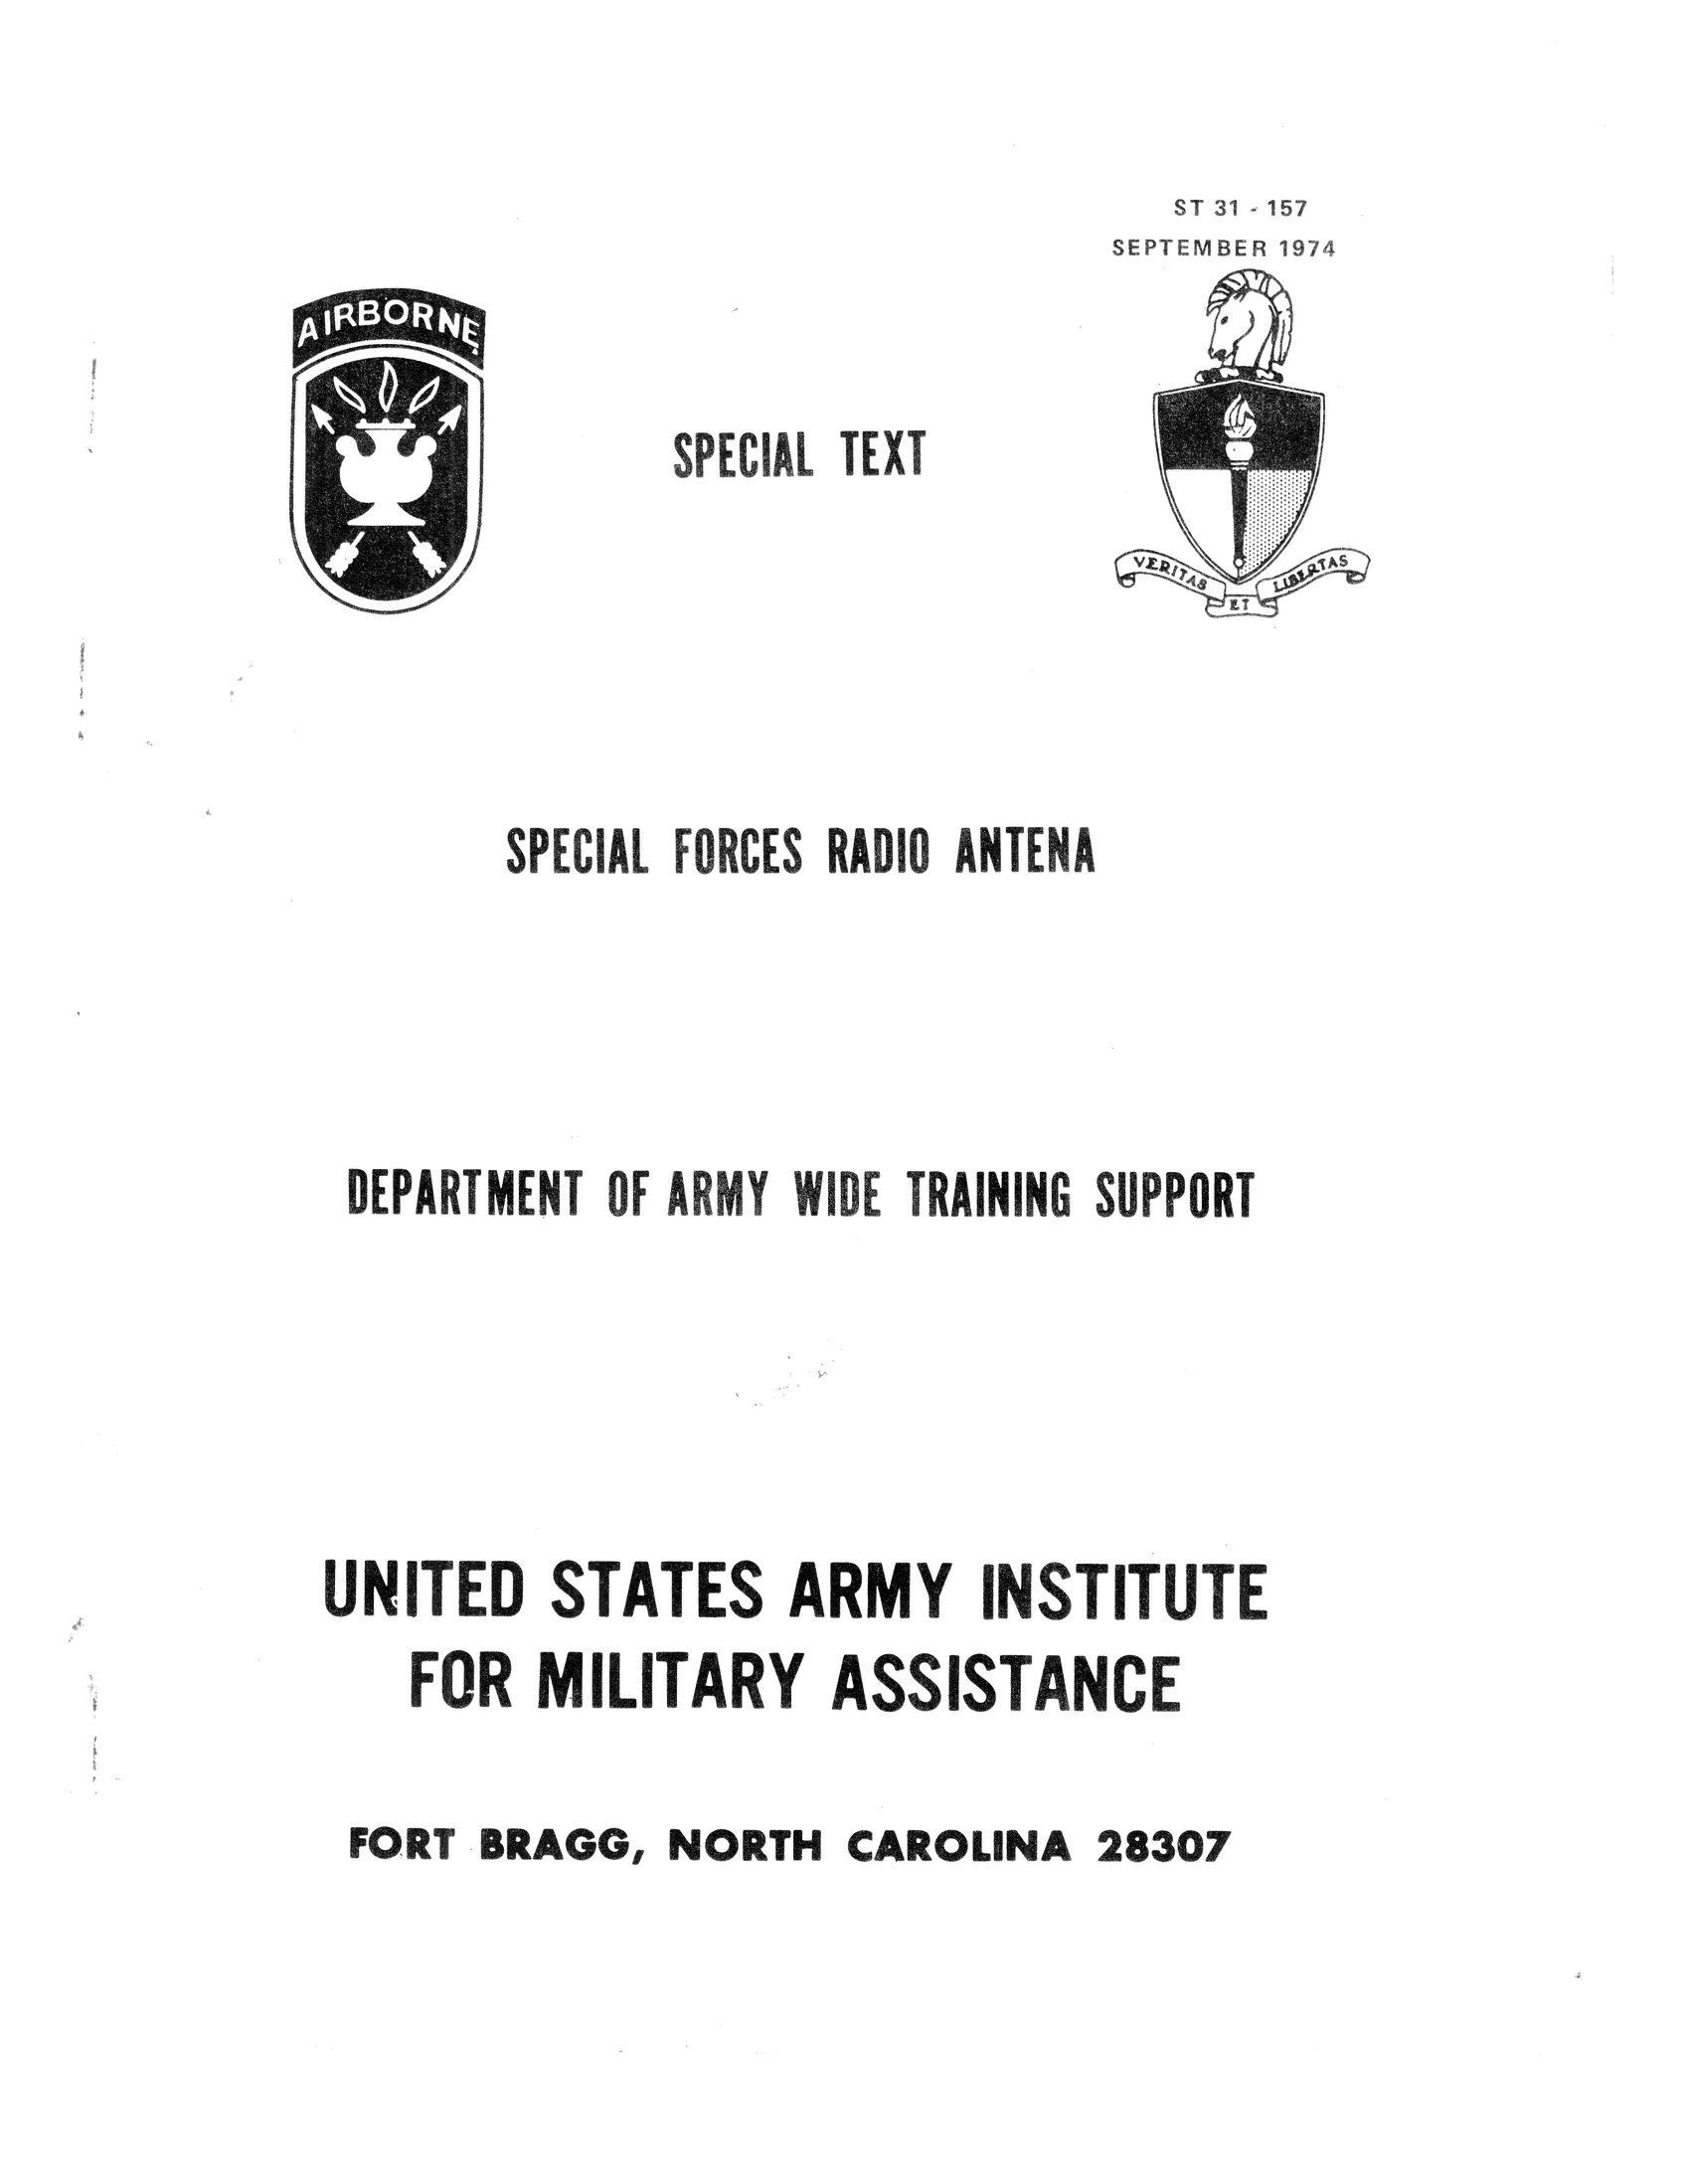 ST 31 - 157
SEPTEMBER 1974
AIRBORNE
SPECIAL TEXT
VERITAS ET LIBERTAS
SPECIAL FORCES RADIO ANTENA
DEPARTMENT OF ARMY WIDE TRAINING SUPPORT
UNITED STATES ARMY INSTITUTE
FOR MILITARY ASSISTANCE
FORT BRAGG, NORTH CAROLINA 28307